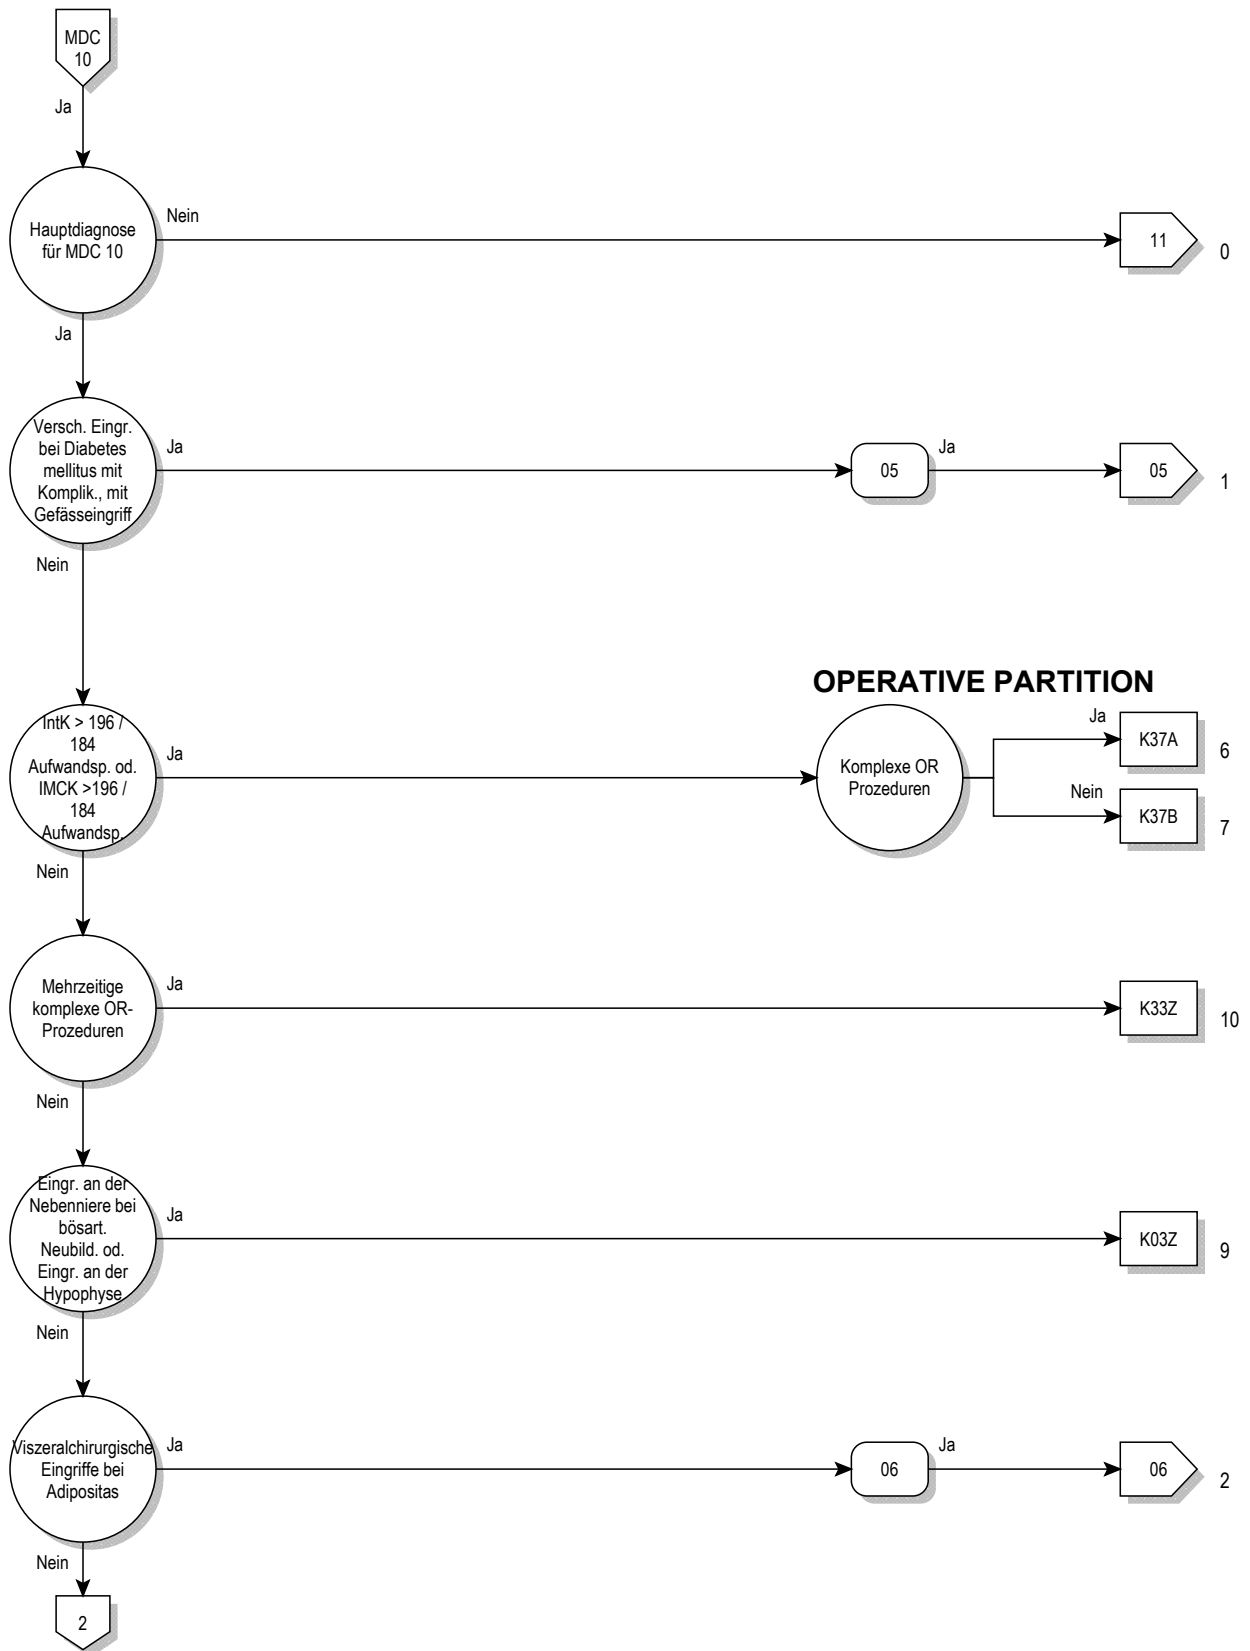 MDC
10
Ja
Hauptdiagnose
für MDC 10
Nein
11
0
Ja
Versch. Eingr.
bei Diabetes
mellitus mit
Komplik., mit
Gefässeingriff
Ja
05
Ja
05
1
Nein
OPERATIVE PARTITION
IntK > 196 /
184
Aufwandsp. od.
IMCK >196 /
184
Aufwandsp.
Ja
Komplexe OR
Prozeduren
Ja
K37A
6
Nein
K37B
7
Nein
Mehrzeitige
komplexe OR-
Prozeduren
Ja
K33Z
10
Nein
Eingr. an der
Nebenniere bei
bösart.
Neubild. od.
Eingr. an der
Hypophyse
Ja
K03Z
9
Nein
Viszeralchirurgische
Eingriffe bei
Adipositas
Ja
06
Ja
06
2
Nein
2